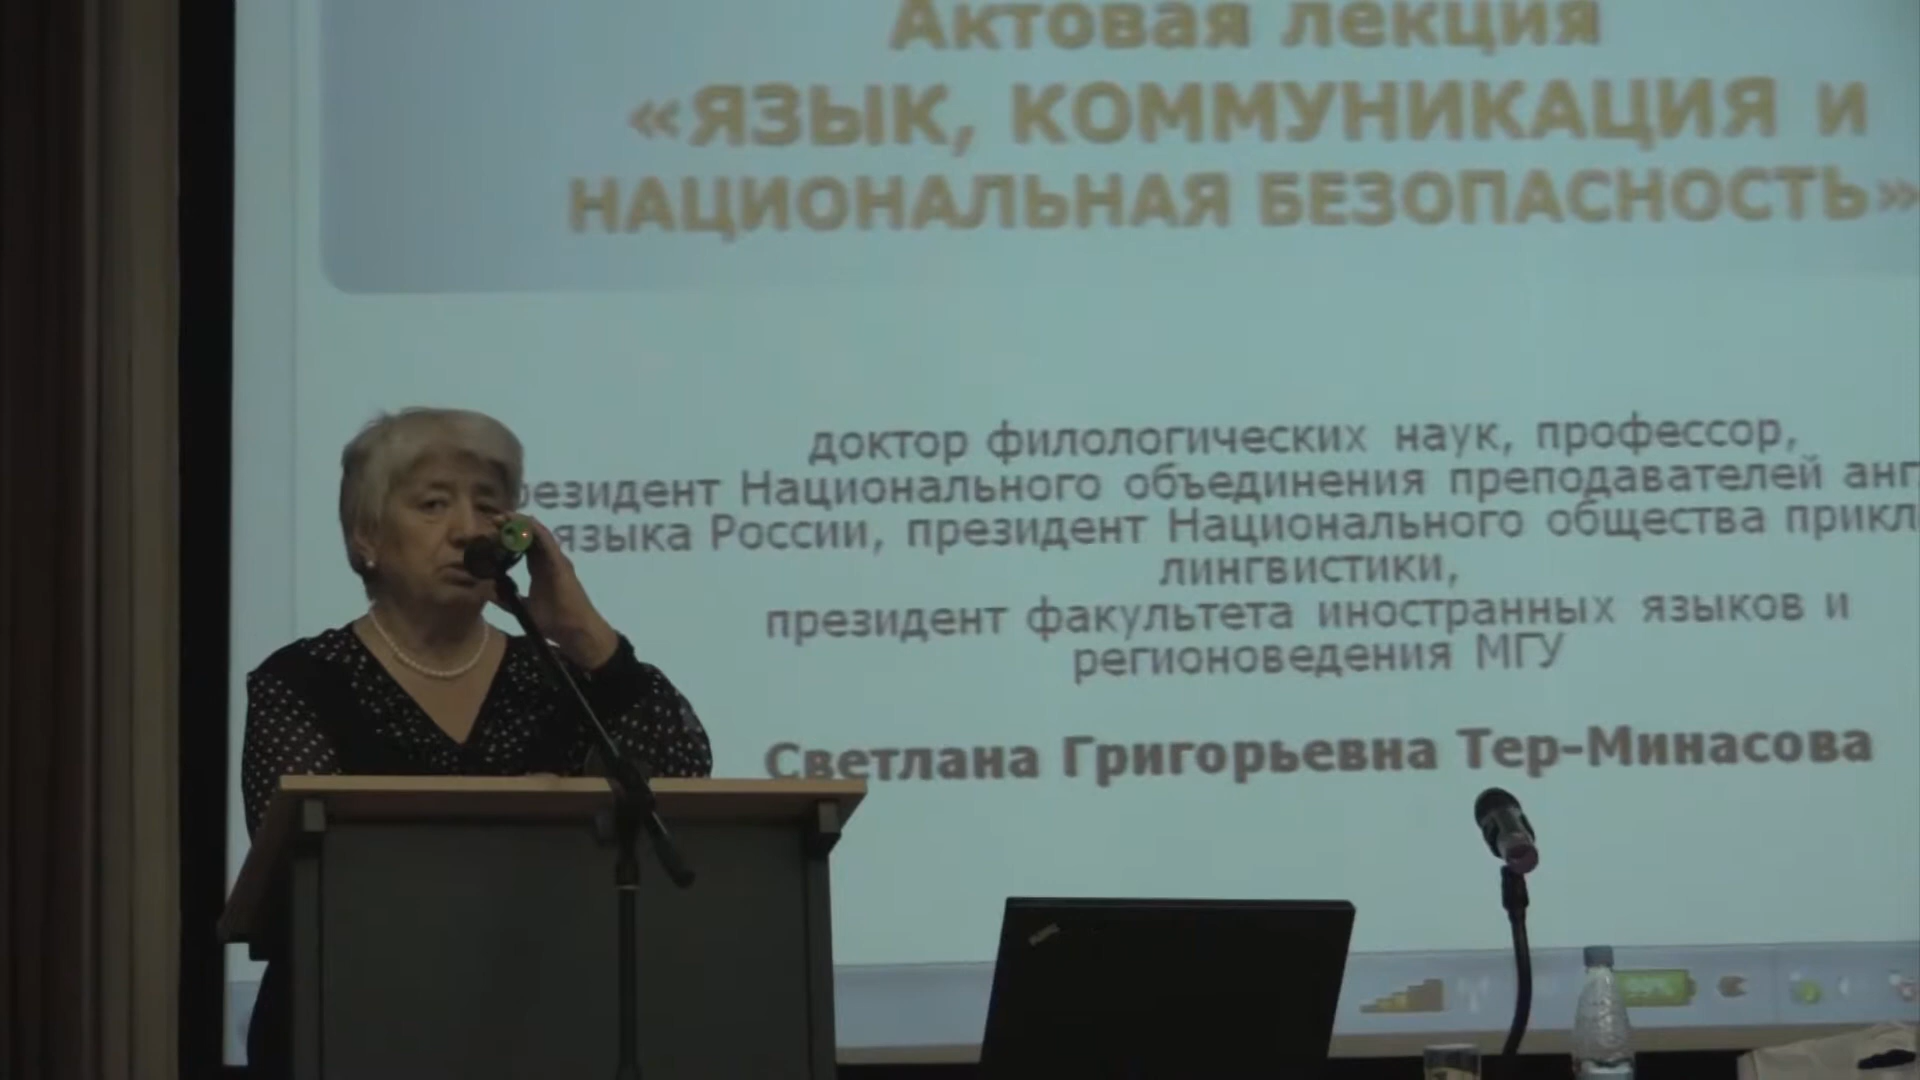 Актовая лекция
«ЯЗЫК, КОММУНИКАЦИЯ и
НАЦИОНАЛЬНАЯ БЕЗОПАСНОСТЬ»
доктор филологических наук, профессор,
резидент Национального объединения преподавателей анг
языка России, президент Национального общества прикл
лингвистики,
президент факультета иностранных языков и
регионоведения МГУ
Светлана Григорьевна Тер-Минасова